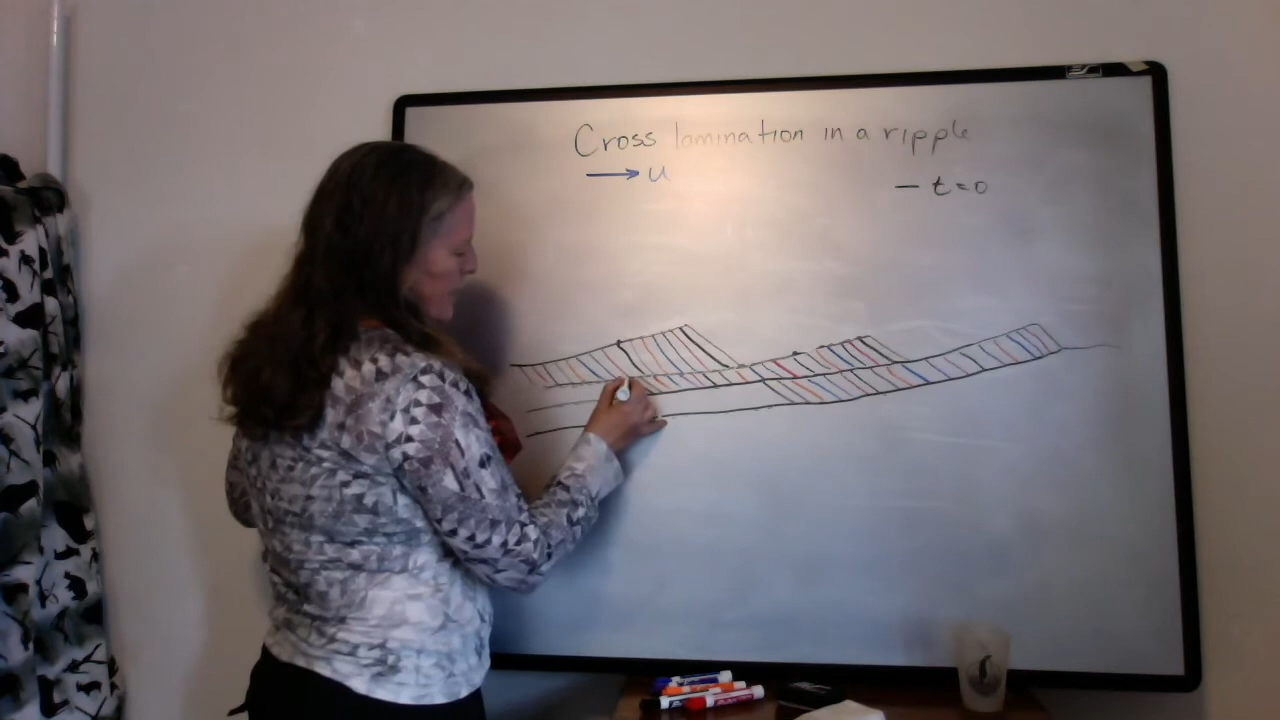 Cross lamination in a ripple
→ u
— t=0